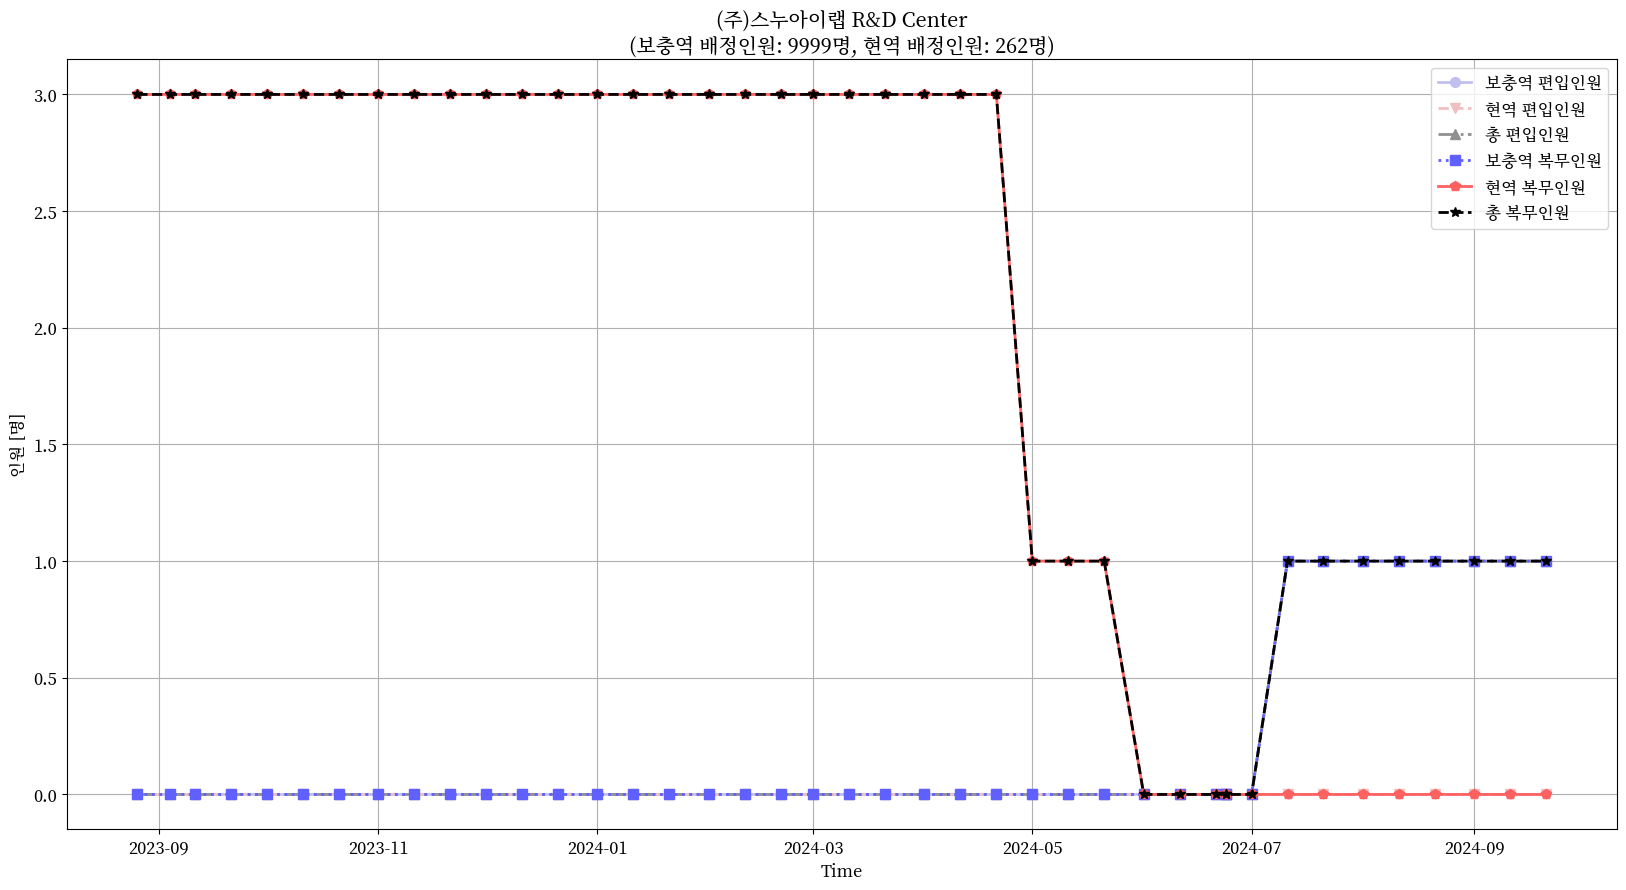 (주)스누아이랩 R&D Center
(보충역 배정인원: 9999명, 현역 배정인원: 262명)
보충역 편입인원
현역 편입인원
총 편입인원
보충역 복무인원
현역 복무인원
총 복무인원
3.0
2.5
2.0
1.5
1.0
0.5
0.0
인원 [명]
2023-09
2023-11
2024-01
2024-03
2024-05
2024-07
2024-09
Time